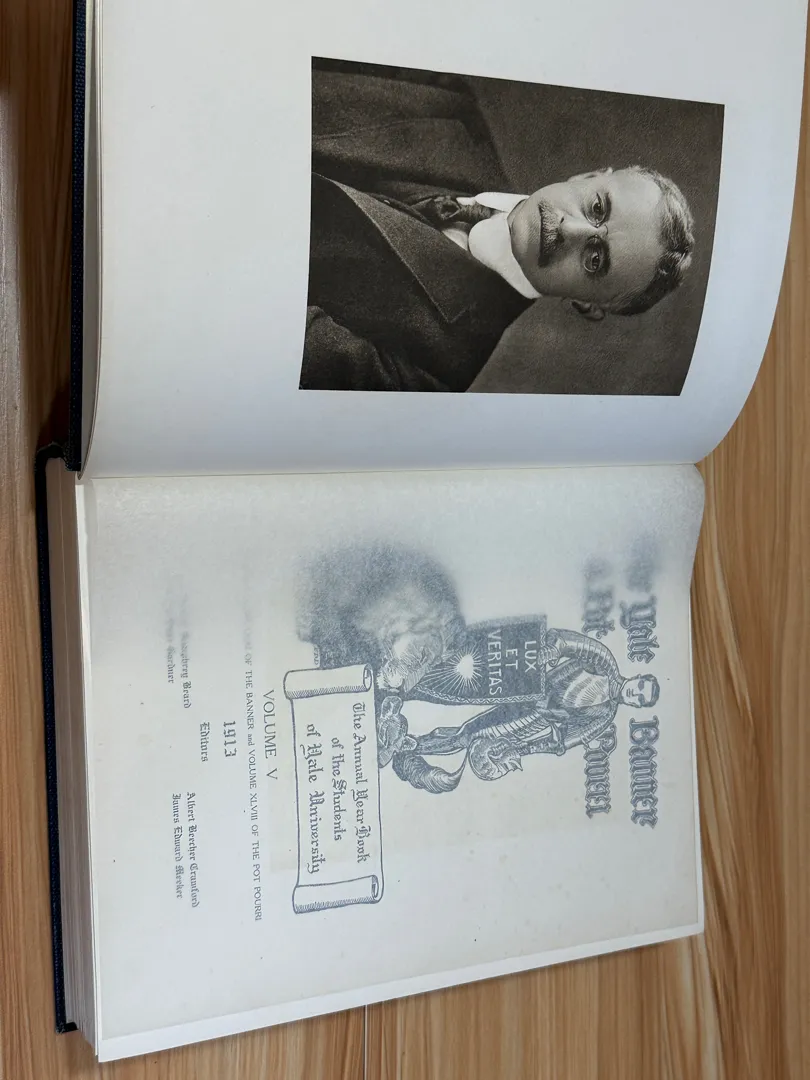 Yale Banner
Pot Pourri
LUX
ET
VERITAS
The Annual Year Book
of the Students
of Yale University
VOLUME V
OF THE BANNER and VOLUME XLVIII OF THE POT POURRI
1913
Editors
Beard
Gardner
Albert Beecher Crawford
James Edward Meeker